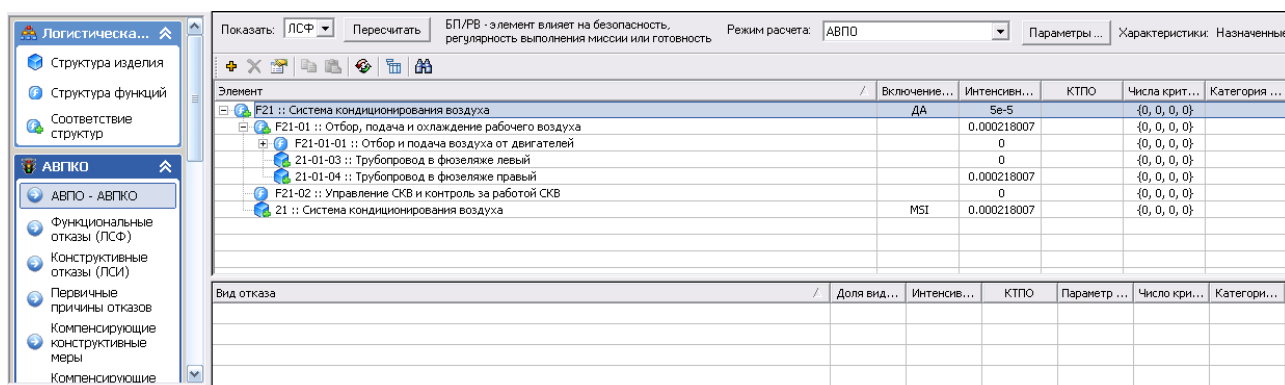 Логистическа...
Структура изделия
Структура функций
Соответствие
структур
АВПКО
АВПО - АВПКО
Функциональные
отказы (ЛСФ)
Конструктивные
отказы (ЛСИ)
Первичные
причины отказов
Компенсирующие
конструктивные
меры
Компенсирующие
Показать: ЛСФ Пересчитать БП/РВ - элемент влияет на безопасность,
регулярность выполнения миссии или готовность
Режим расчета: АВПО Параметры ... Характеристики: Назначенные
Элемент Включение... Интенсивн... КТПО Числа крит... Категория ...
F21 :: Система кондиционирования воздуха ДА 5e-5 {0, 0, 0, 0}
F21-01 :: Отбор, подача и охлаждение рабочего воздуха 0.000218007 {0, 0, 0, 0}
F21-01-01 :: Отбор и подача воздуха от двигателей 0 {0, 0, 0, 0}
21-01-03 :: Трубопровод в фюзеляже левый 0 {0, 0, 0, 0}
21-01-04 :: Трубопровод в фюзеляже правый 0.000218007 {0, 0, 0, 0}
F21-02 :: Управление СКВ и контроль за работой СКВ 0 {0, 0, 0, 0}
21 :: Система кондиционирования воздуха MSI 0.000218007 {0, 0, 0, 0}
Вид отказа Доля вид... Интенсив... КТПО Параметр ... Число кри... Категори...